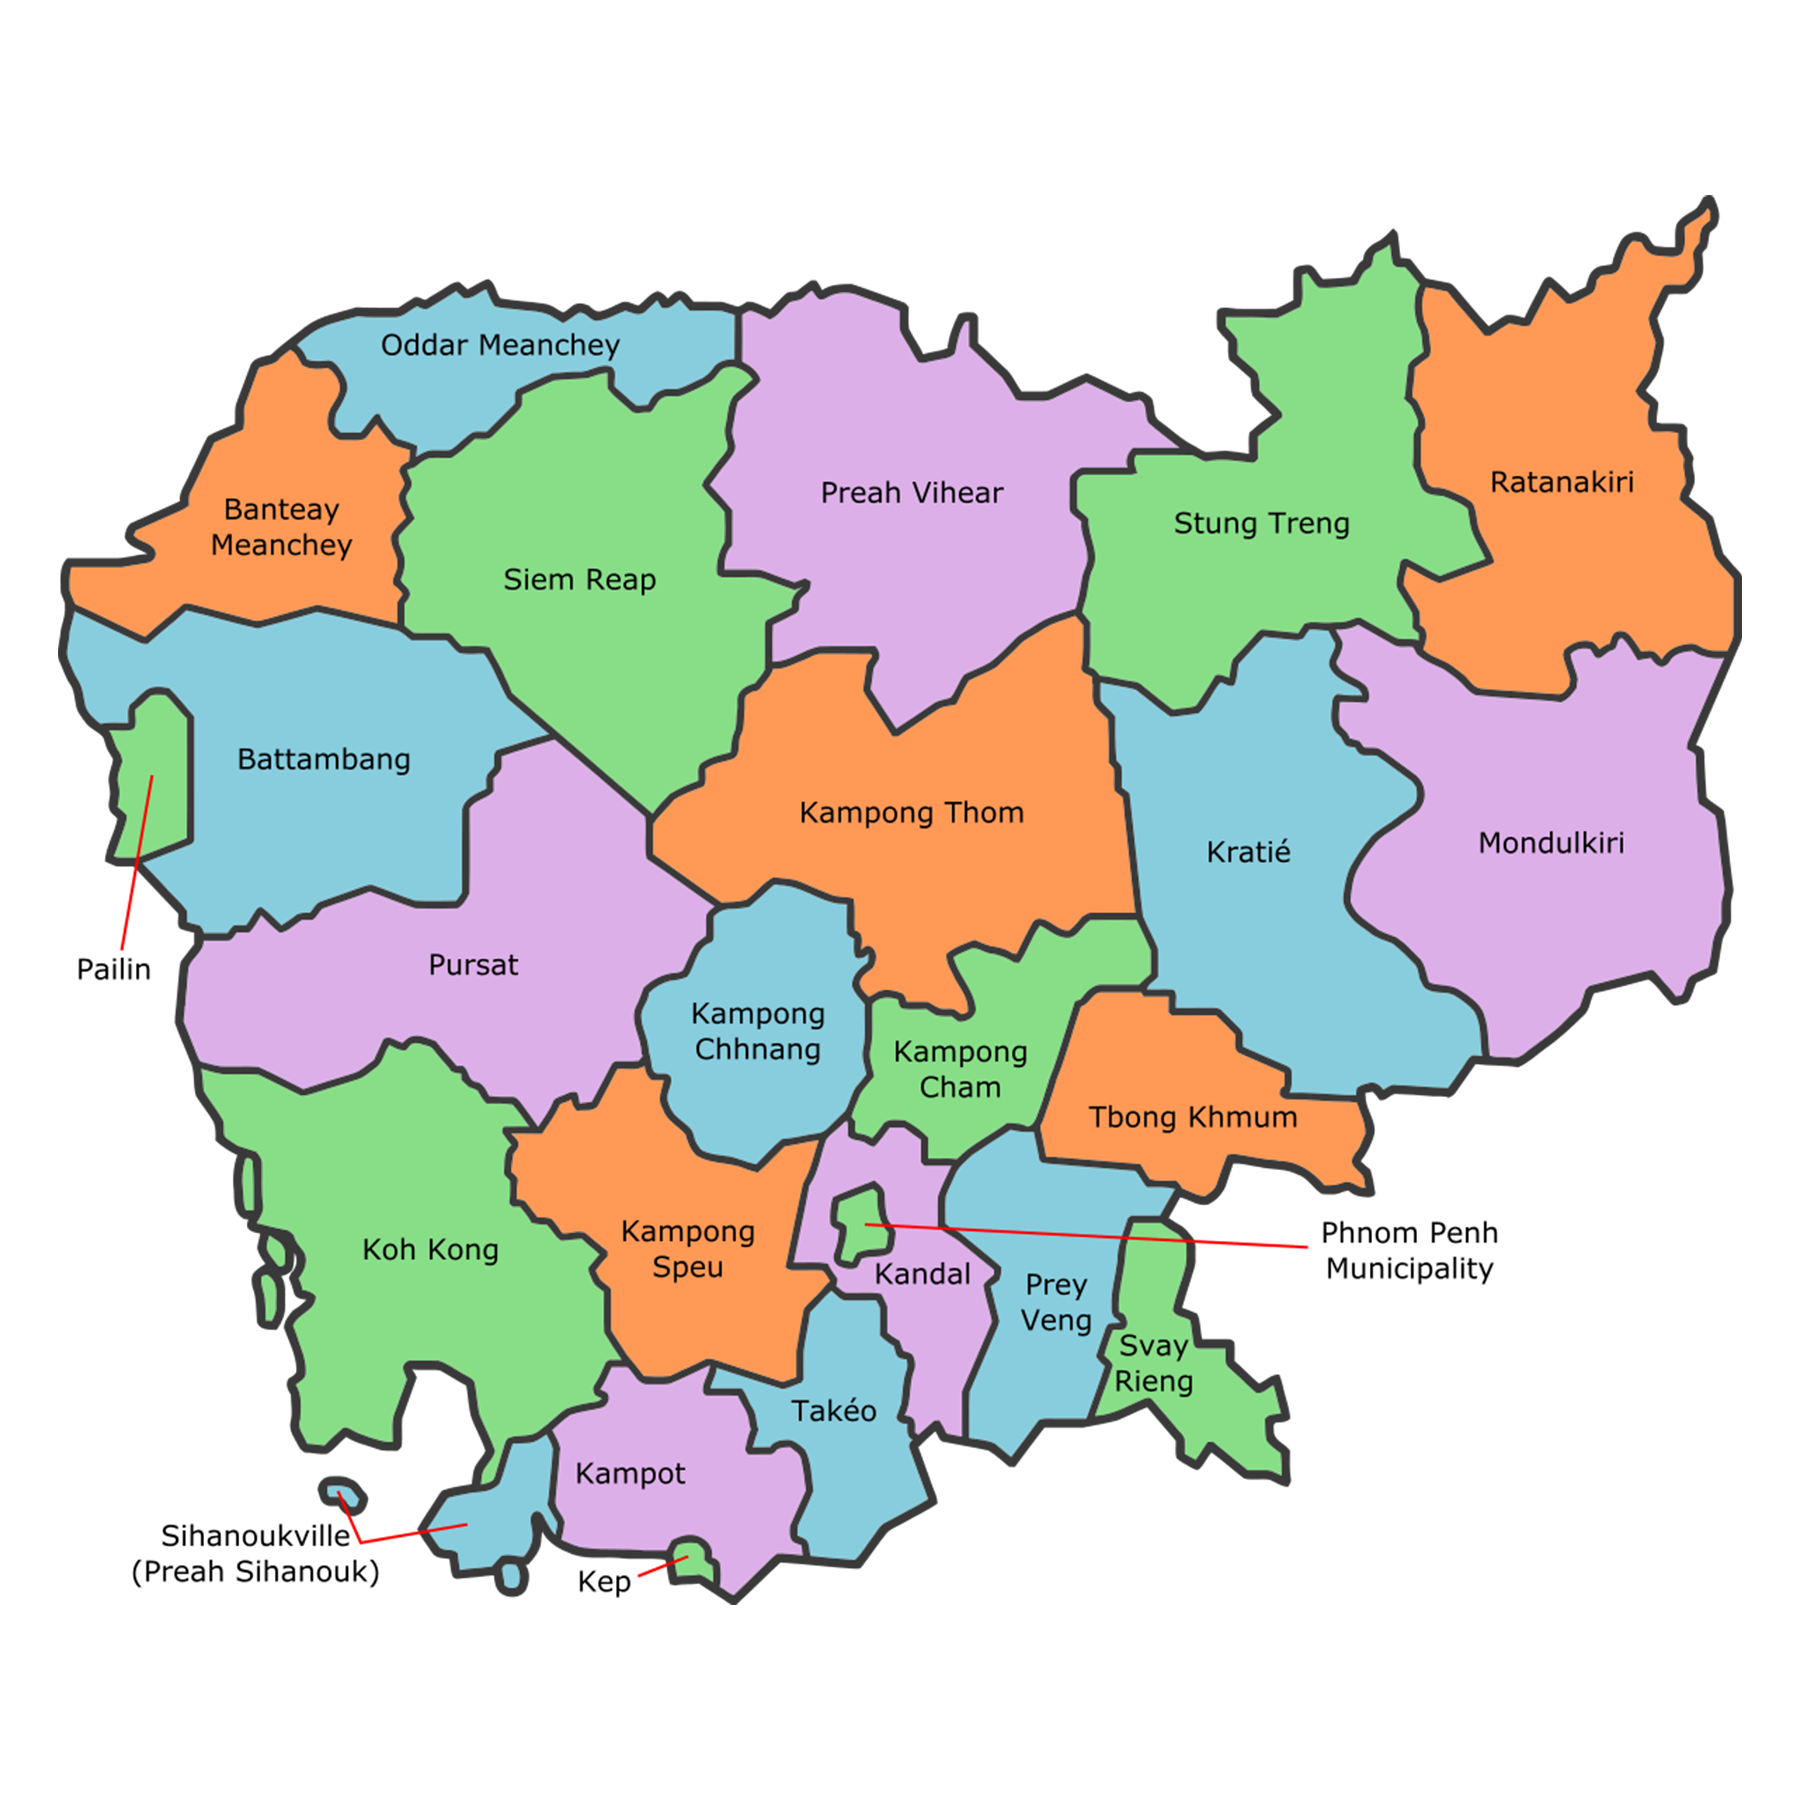 Oddar Meanchey
Banteay
Meanchey
Siem Reap
Preah Vihear
Stung Treng
Ratanakiri
Battambang
Kampong Thom
Kratié
Mondulkiri
Pailin
Pursat
Kampong
Chhnang
Kampong
Cham
Tbong Khmum
Koh Kong
Kampong
Speu
Kandal
Phnom Penh
Municipality
Prey
Veng
Svay
Rieng
Takéo
Kampot
Sihanoukville
(Preah Sihanouk)
Kep